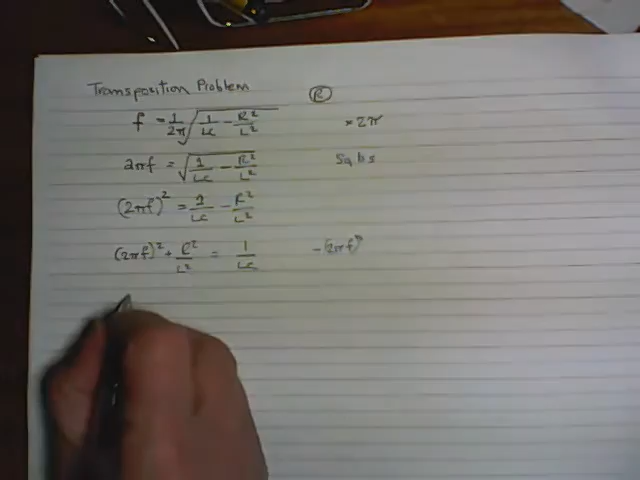 Transposition Problem (R)
f = 1/2π √(1/LC - R²/L²) × 2π
2πf = √(1/LC - R²/L²) Sq bs
(2πf)² = 1/LC - R²/L²
(2πf)² + R²/L² = 1/LC -(2πf)²